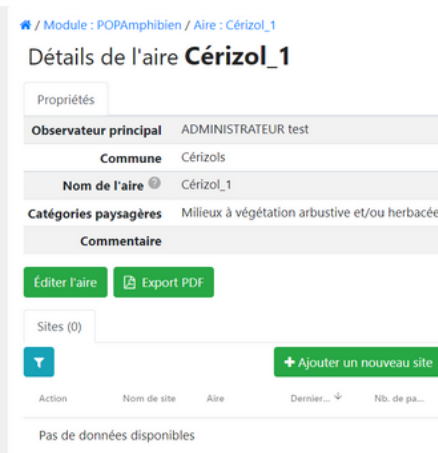 / Module : POPAmphibien / Aire : Cérizol_1
Détails de l'aire Cérizol_1
Propriétés
Observateur principal ADMINISTRATEUR test
Commune Cérizols
Nom de l'aire Cérizol_1
Catégories paysagères Milieux à végétation arbustive et/ou herbacée
Commentaire
Éditer l'aire Export PDF
Sites (0)
+ Ajouter un nouveau site
Action Nom de site Aire Dernier... Nb. de pa...
Pas de données disponibles